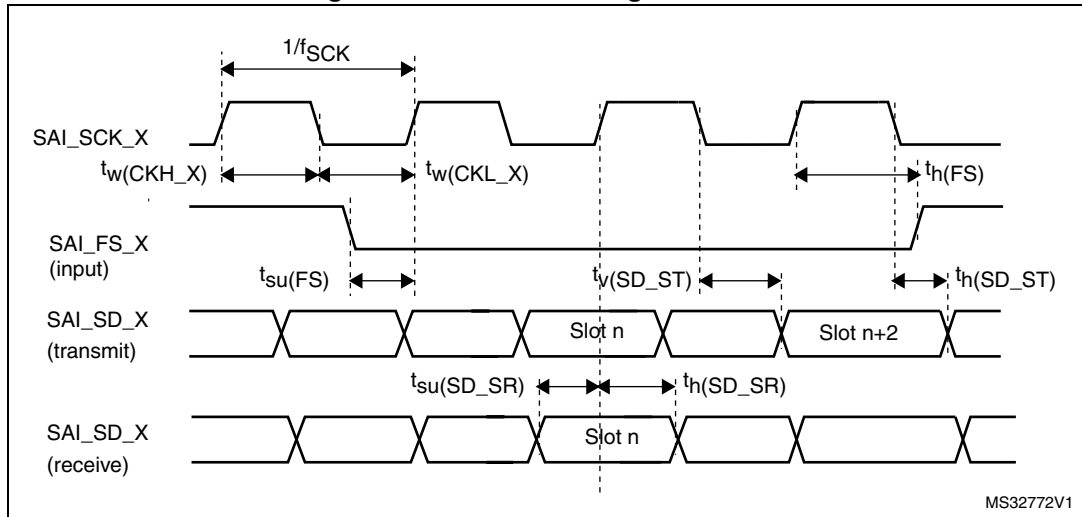 1/fSCK
SAI_SCK_X
tw(CKH_X)
tw(CKL_X)
th(FS)
SAI_FS_X
(input)
tsu(FS)
tv(SD_ST)
th(SD_ST)
SAI_SD_X
(transmit)
Slot n
Slot n+2
tsu(SD_SR)
th(SD_SR)
SAI_SD_X
(receive)
Slot n
MS32772V1